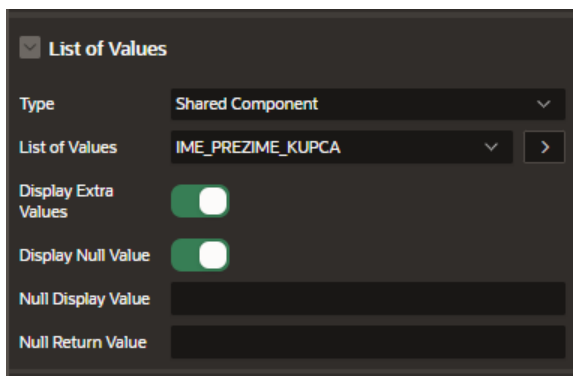 List of Values
Type Shared Component
List of Values IME_PREZIME_KUPCA
Display Extra
Values
Display Null Value
Null Display Value
Null Return Value